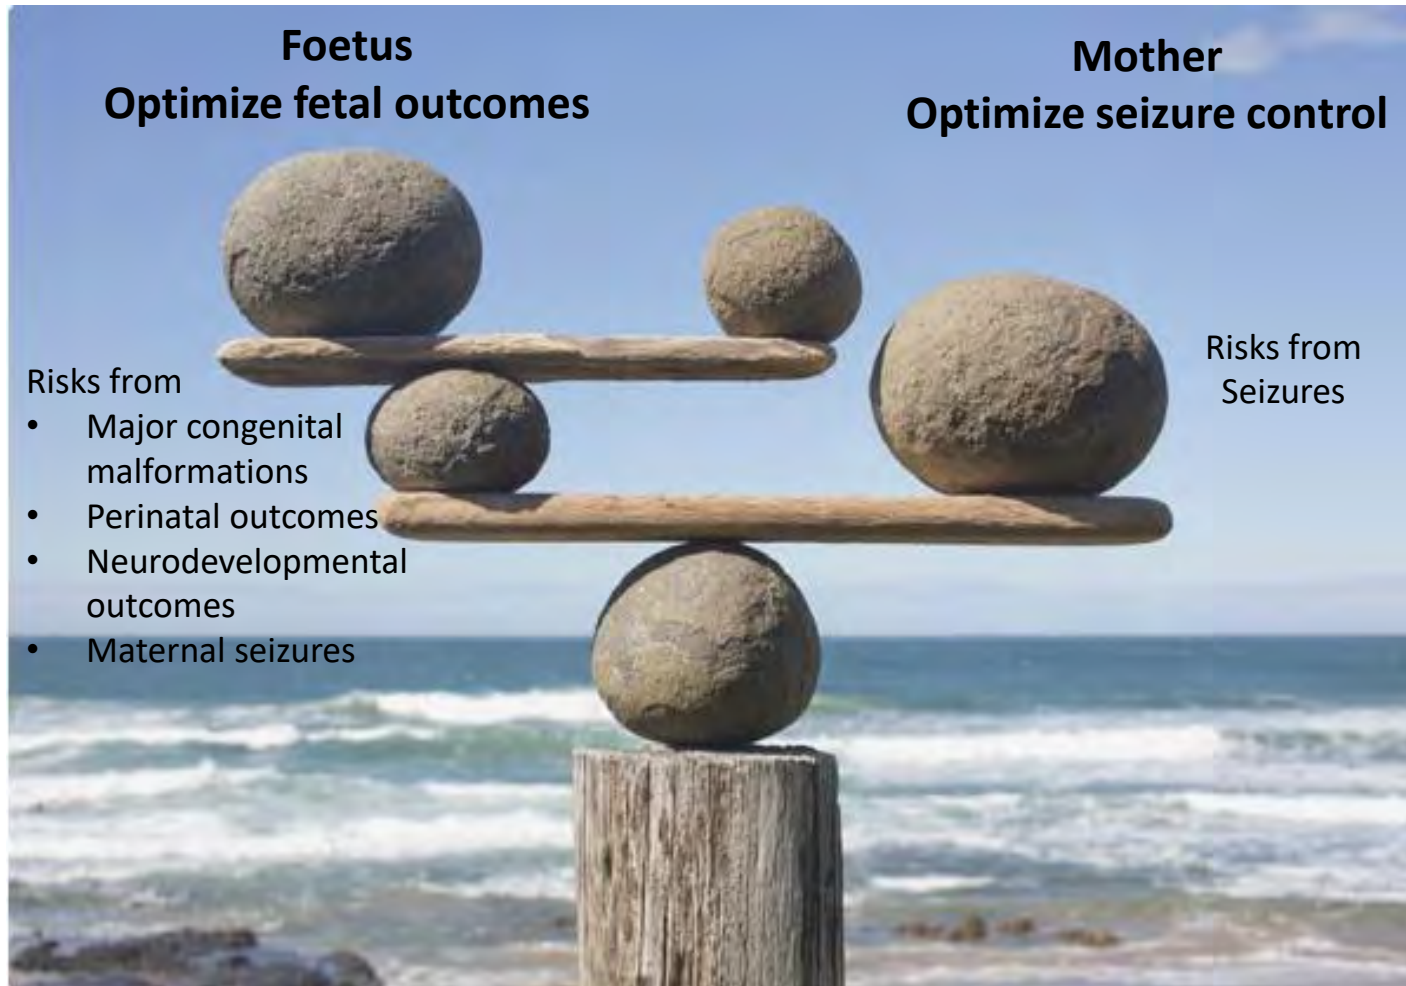 Foetus
Optimize fetal outcomes
Mother
Optimize seizure control
Risks from
• Major congenital
malformations
• Perinatal outcomes
• Neurodevelopmental
outcomes
• Maternal seizures
Risks from
Seizures